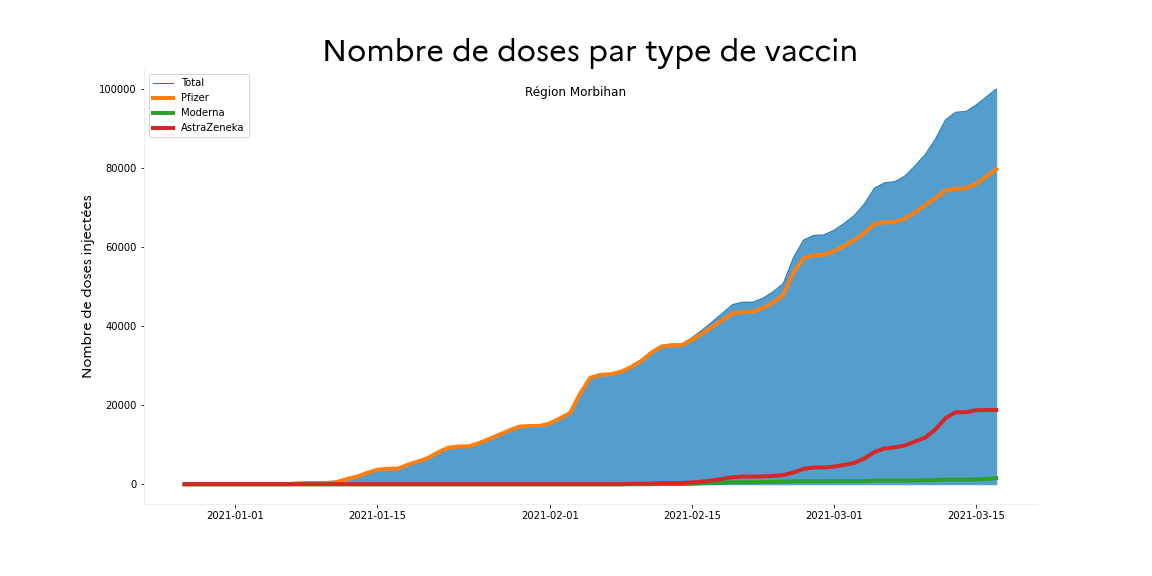 Nombre de doses par type de vaccin
Région Morbihan
Total
Pfizer
Moderna
AstraZeneka
Nombre de doses injectées
100000
80000
60000
40000
20000
0
2021-01-01
2021-01-15
2021-02-01
2021-02-15
2021-03-01
2021-03-15